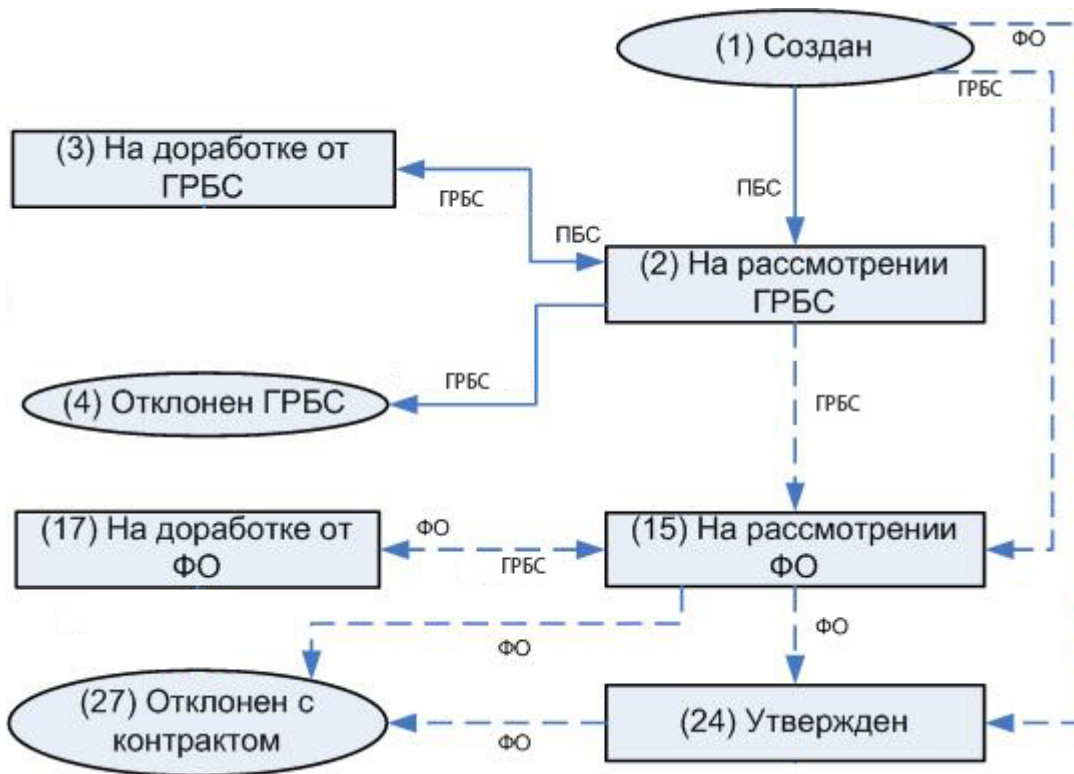 (1) Создан
ФО
ГРБС
(3) На доработке от
ГРБС
ГРБС
ПБС
ПБС
(2) На рассмотрении
ГРБС
ГРБС
(4) Отклонен ГРБС
ГРБС
(17) На доработке от
ФО
ФО
ГРБС
(15) На рассмотрении
ФО
ФО
ФО
(27) Отклонен с
контрактом
ФО
(24) Утвержден